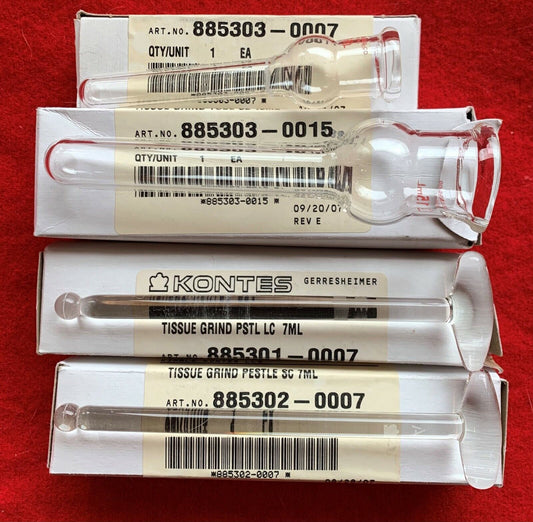 ART.NO. 885303-0007
QTY/UNIT 1 EA
*885303-0007 *
ART.NO. 885303-0015
QTY/UNIT 1 EA
*885303-0015 *
09/20/07
REV E
KONTES GERRESHEIMER
TISSUE GRIND PSTL LC 7ML
885301-0007
TISSUE GRIND PESTLE SC 7ML
ART.NO. 885302-0007
*885302-0007 *